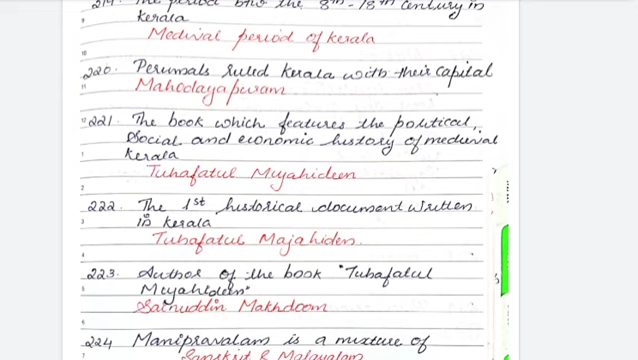 219. The period btw the 8th - 18th century in
Kerala
Medival period of Kerala
220. Perumals ruled Kerala with their capital
Mahodayapuram
221. The book which features the political,
Social and economic history of medieval
Kerala
Tuhafatul Mujahideen
222. The 1st historical document written
in Kerala
Tuhafatul Majahiden.
223. Author of the book "Tuhafatul
Mujahideen"
Sainuddin Makhdoom
224 Manipravalam is a mixture of
Sanskrit & Malayalam